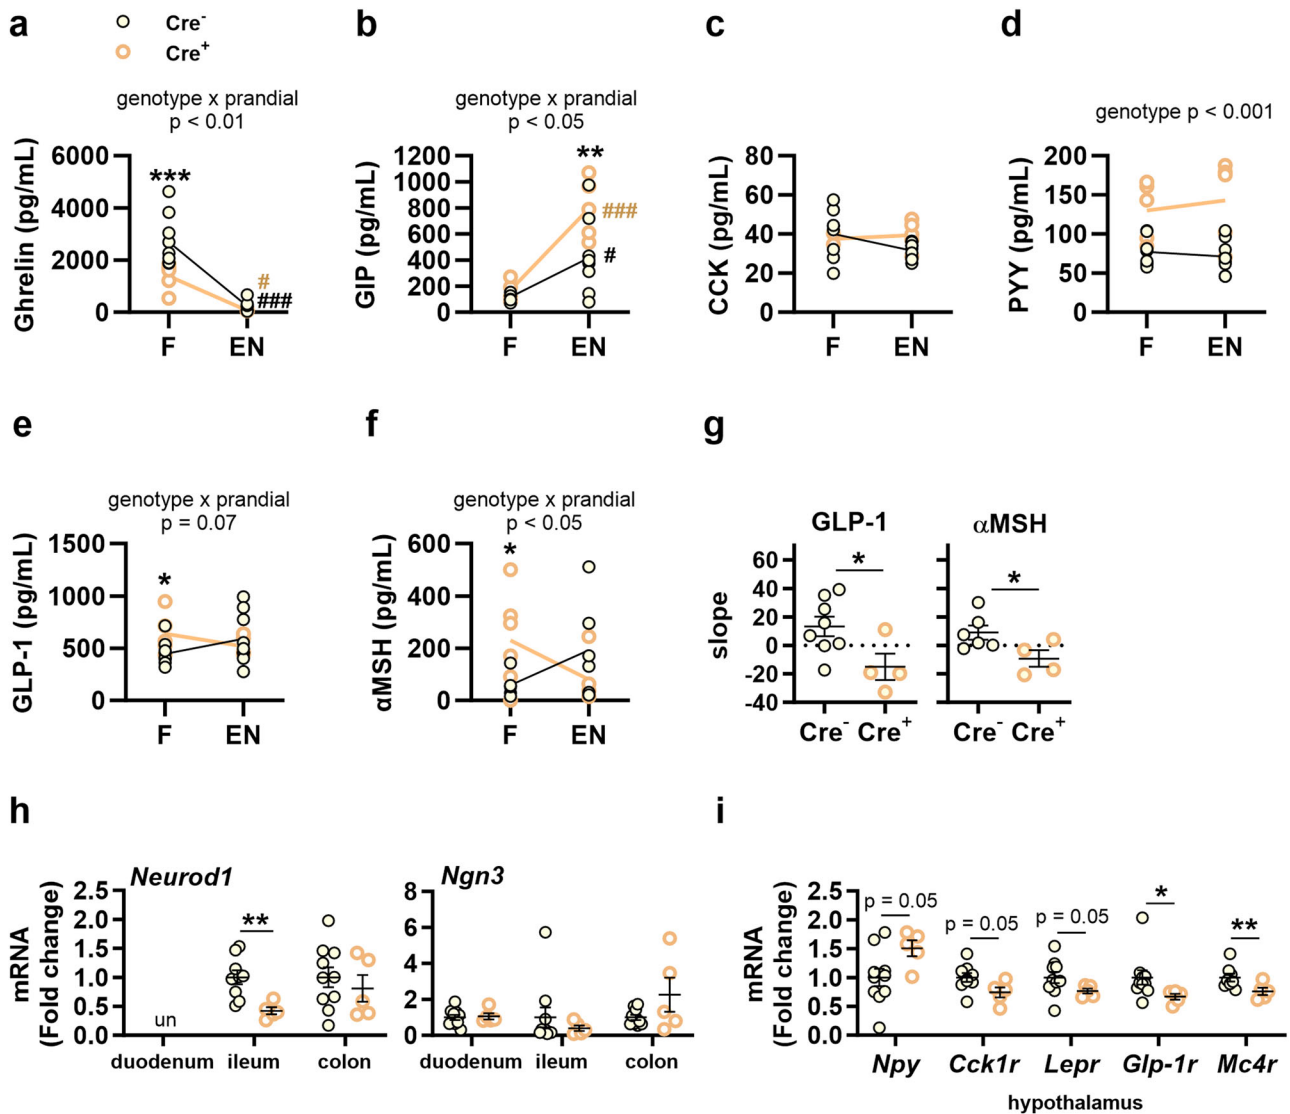 a
Cre-
Cre+
genotype x prandial
p < 0.01
Ghrelin (pg/mL)
6000
4000
2000
0
***
#
###
F
EN
b
genotype x prandial
p < 0.05
GIP (pg/mL)
1200
1000
800
600
400
200
0
**
###
#
F
EN
c
CCK (pg/mL)
80
60
40
20
0
F
EN
d
genotype p < 0.001
PYY (pg/mL)
200
150
100
50
0
F
EN
e
genotype x prandial
p = 0.07
GLP-1 (pg/mL)
1500
1000
500
0
*
F
EN
f
genotype x prandial
p < 0.05
αMSH (pg/mL)
600
400
200
0
*
F
EN
g
GLP-1
αMSH
slope
60
40
20
0
-20
-40
*
*
Cre- Cre+
Cre- Cre+
h
Neurod1
mRNA
(Fold change)
2.5
2.0
1.5
1.0
0.5
0.0
un
**
duodenum
ileum
colon
Ngn3
8
6
4
2
0
duodenum
ileum
colon
i
mRNA
(Fold change)
2.5
2.0
1.5
1.0
0.5
0.0
p = 0.05
p = 0.05
p = 0.05
*
**
Npy
Cck1r
Lepr
Glp-1r
Mc4r
hypothalamus